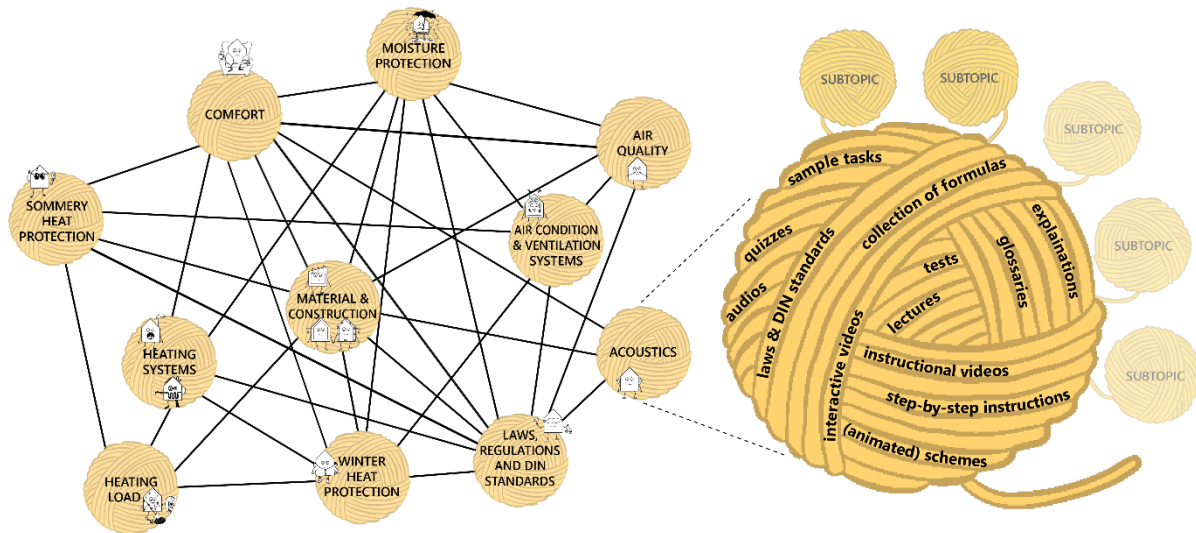 MOISTURE
PROTECTION
COMFORT
AIR
QUALITY
SOMMERY
HEAT
PROTECTION
AIR CONDITION
& VENTILATION
SYSTEMS
MATERIAL &
CONSTRUCTION
HEATING
SYSTEMS
ACOUSTICS
HEATING
LOAD
WINTER
HEAT
PROTECTION
LAWS,
REGULATIONS
AND DIN
STANDARDS
SUBTOPIC
SUBTOPIC
SUBTOPIC
SUBTOPIC
SUBTOPIC
sample tasks
quizzes
audios
laws & DIN standards
collection of formulas
interactive videos
tests
lectures
glossaries
explainations
instructional videos
step-by-step instructions
(animated) schemes